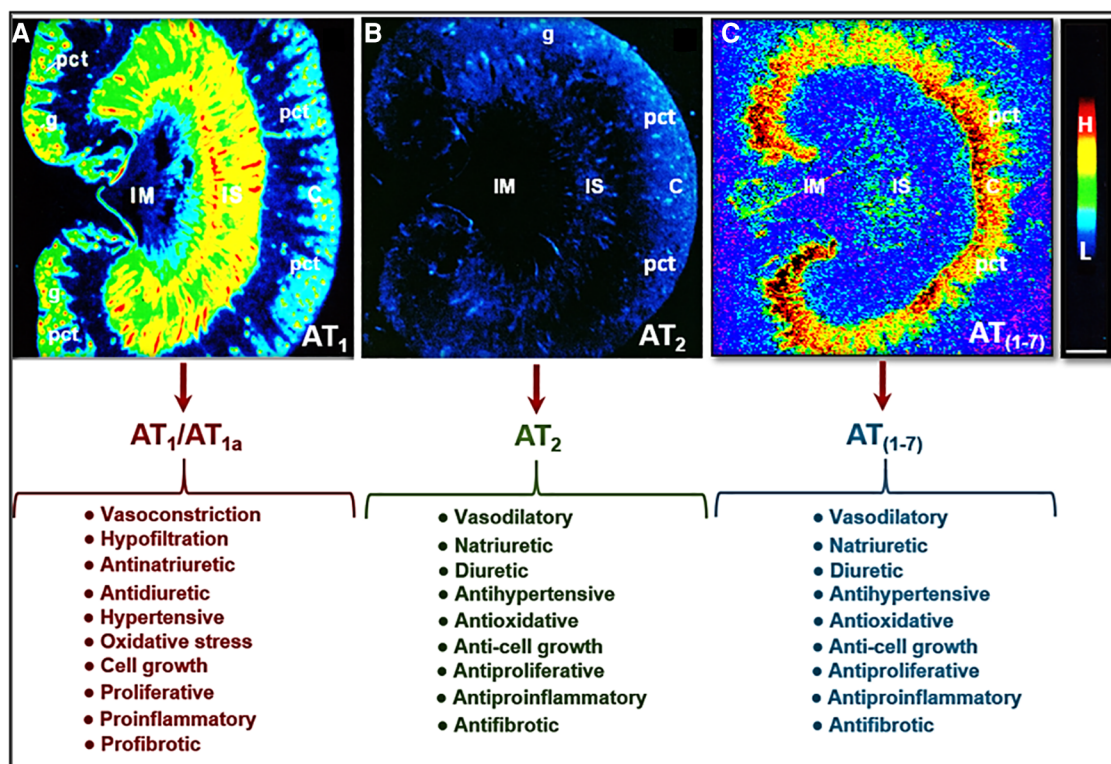 A
pct
g
IM
IS
pct
C
pct
g
pct
AT1
B
g
pct
IM
IS
C
pct
AT2
C
pct
IM
IS
C
pct
AT(1-7)
H
L
AT1/AT1a
● Vasoconstriction
● Hypofiltration
● Antinatriuretic
● Antidiuretic
● Hypertensive
● Oxidative stress
● Cell growth
● Proliferative
● Proinflammatory
● Profibrotic
AT2
● Vasodilatory
● Natriuretic
● Diuretic
● Antihypertensive
● Antioxidative
● Anti-cell growth
● Antiproliferative
● Antiproinflammatory
● Antifibrotic
AT(1-7)
● Vasodilatory
● Natriuretic
● Diuretic
● Antihypertensive
● Antioxidative
● Anti-cell growth
● Antiproliferative
● Antiproinflammatory
● Antifibrotic